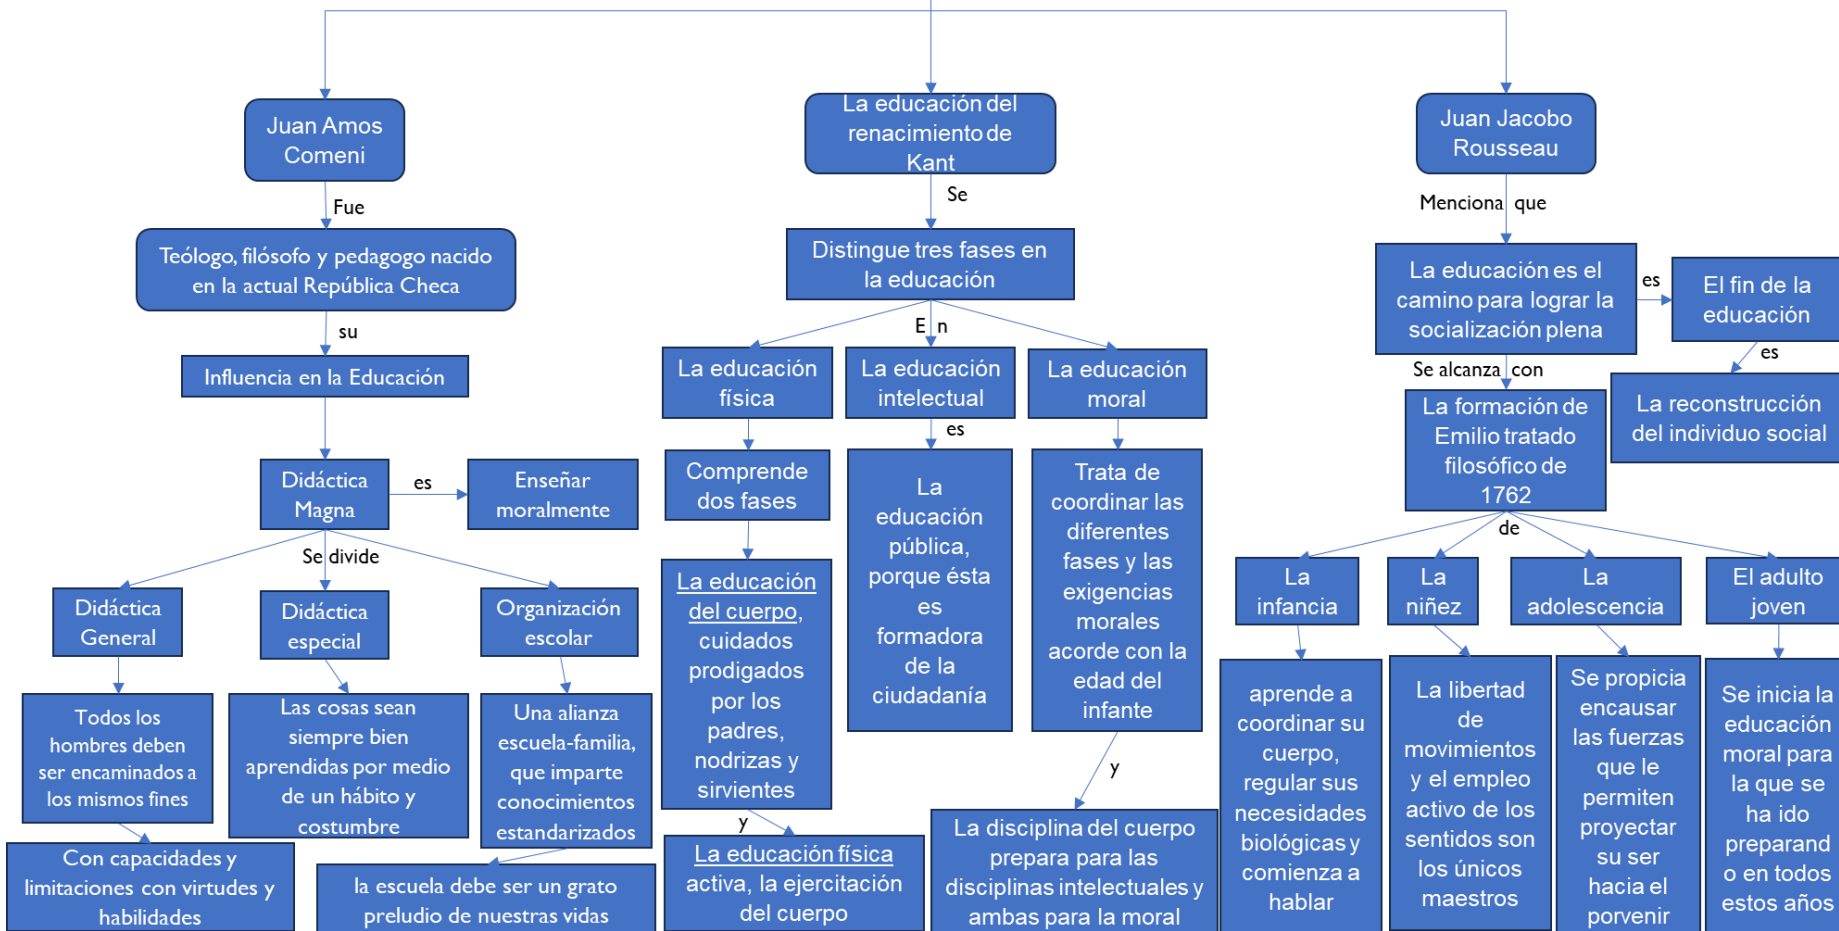 Juan Amos
Comeni
Fue
Teólogo, filósofo y pedagogo nacido
en la actual República Checa
su
Influencia en la Educación
Didáctica
Magna
es
Enseñar
moralmente
Se divide
Didáctica
General
Todos los
hombres deben
ser encaminados a
los mismos fines
Con capacidades y
limitaciones con virtudes y
habilidades
Didáctica
especial
Las cosas sean
siempre bien
aprendidas por medio
de un hábito y
costumbre
Organización
escolar
Una alianza
escuela-familia,
que imparte
conocimientos
estandarizados
la escuela debe ser un grato
preludio de nuestras vidas
La educación del
renacimiento de
Kant
Se
Distingue tres fases en
la educación
E n
La educación
física
Comprende
dos fases
La educación
del cuerpo,
cuidados
prodigados
por los
padres,
nodrizas y
sirvientes
y
La educación física
activa, la ejercitación
del cuerpo
La educación
intelectual
es
La
educación
pública,
porque ésta
es
formadora
de la
ciudadanía
La educación
moral
Trata de
coordinar las
diferentes
fases y las
exigencias
morales
acorde con la
edad del
infante
y
La disciplina del cuerpo
prepara para las
disciplinas intelectuales y
ambas para la moral
Juan Jacobo
Rousseau
Menciona que
La educación es el
camino para lograr la
socialización plena
es
El fin de la
educación
es
La reconstrucción
del individuo social
Se alcanza con
La formación de
Emilio tratado
filosófico de
1762
de
La
infancia
aprende a
coordinar su
cuerpo,
regular sus
necesidades
biológicas y
comienza a
hablar
La
niñez
La libertad
de
movimientos
y el empleo
activo de los
sentidos son
los únicos
maestros
La
adolescencia
Se propicia
encausar
las fuerzas
que le
permiten
proyectar
su ser
hacia el
porvenir
El adulto
joven
Se inicia la
educación
moral para
la que se
ha ido
preparand
o en todos
estos años